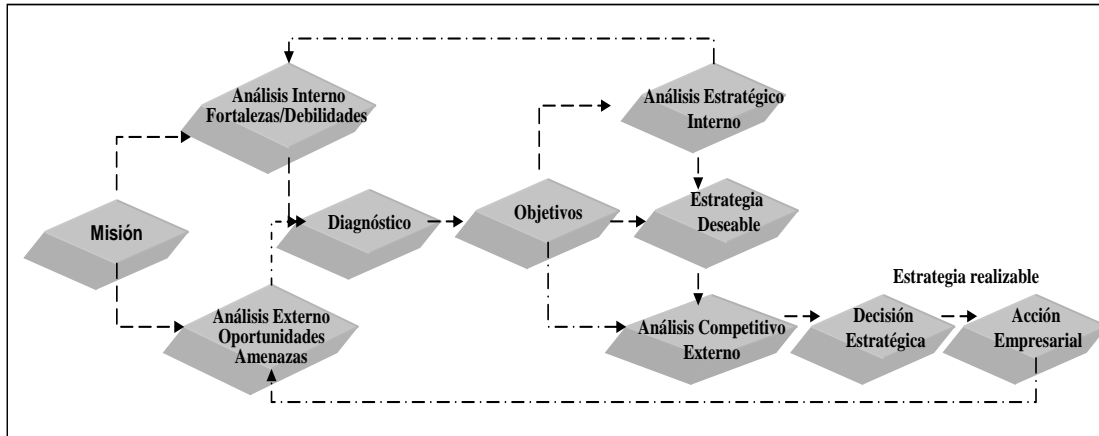 Análisis Interno
Fortalezas/Debilidades
Análisis Estratégico
Interno
Misión
Diagnóstico
Objetivos
Estrategia
Deseable
Análisis Externo
Oportunidades
Amenazas
Análisis Competitivo
Externo
Estrategia realizable
Decisión
Estratégica
Acción
Empresarial